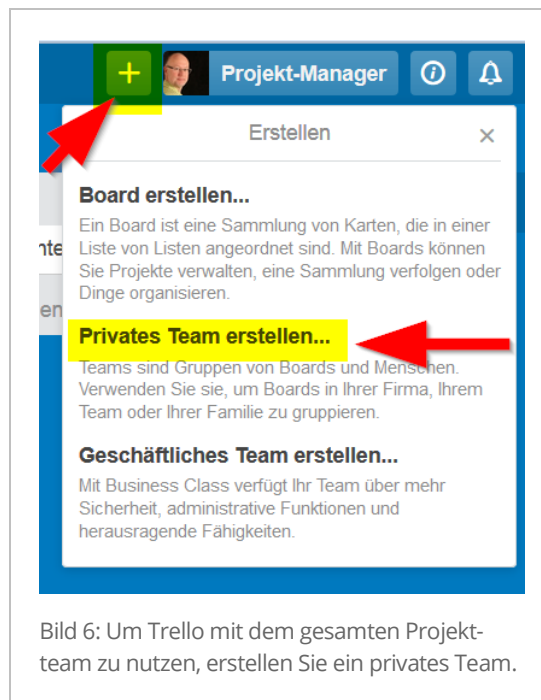 + Projekt-Manager
Erstellen ×
Board erstellen...
Ein Board ist eine Sammlung von Karten, die in einer
Liste von Listen angeordnet sind. Mit Boards können
Sie Projekte verwalten, eine Sammlung verfolgen oder
Dinge organisieren.
nte
en
Privates Team erstellen...
Teams sind Gruppen von Boards und Menschen.
Verwenden Sie sie, um Boards in Ihrer Firma, Ihrem
Team oder Ihrer Familie zu gruppieren.
Geschäftliches Team erstellen...
Mit Business Class verfügt Ihr Team über mehr
Sicherheit, administrative Funktionen und
herausragende Fähigkeiten.
Bild 6: Um Trello mit dem gesamten Projekt-
team zu nutzen, erstellen Sie ein privates Team.